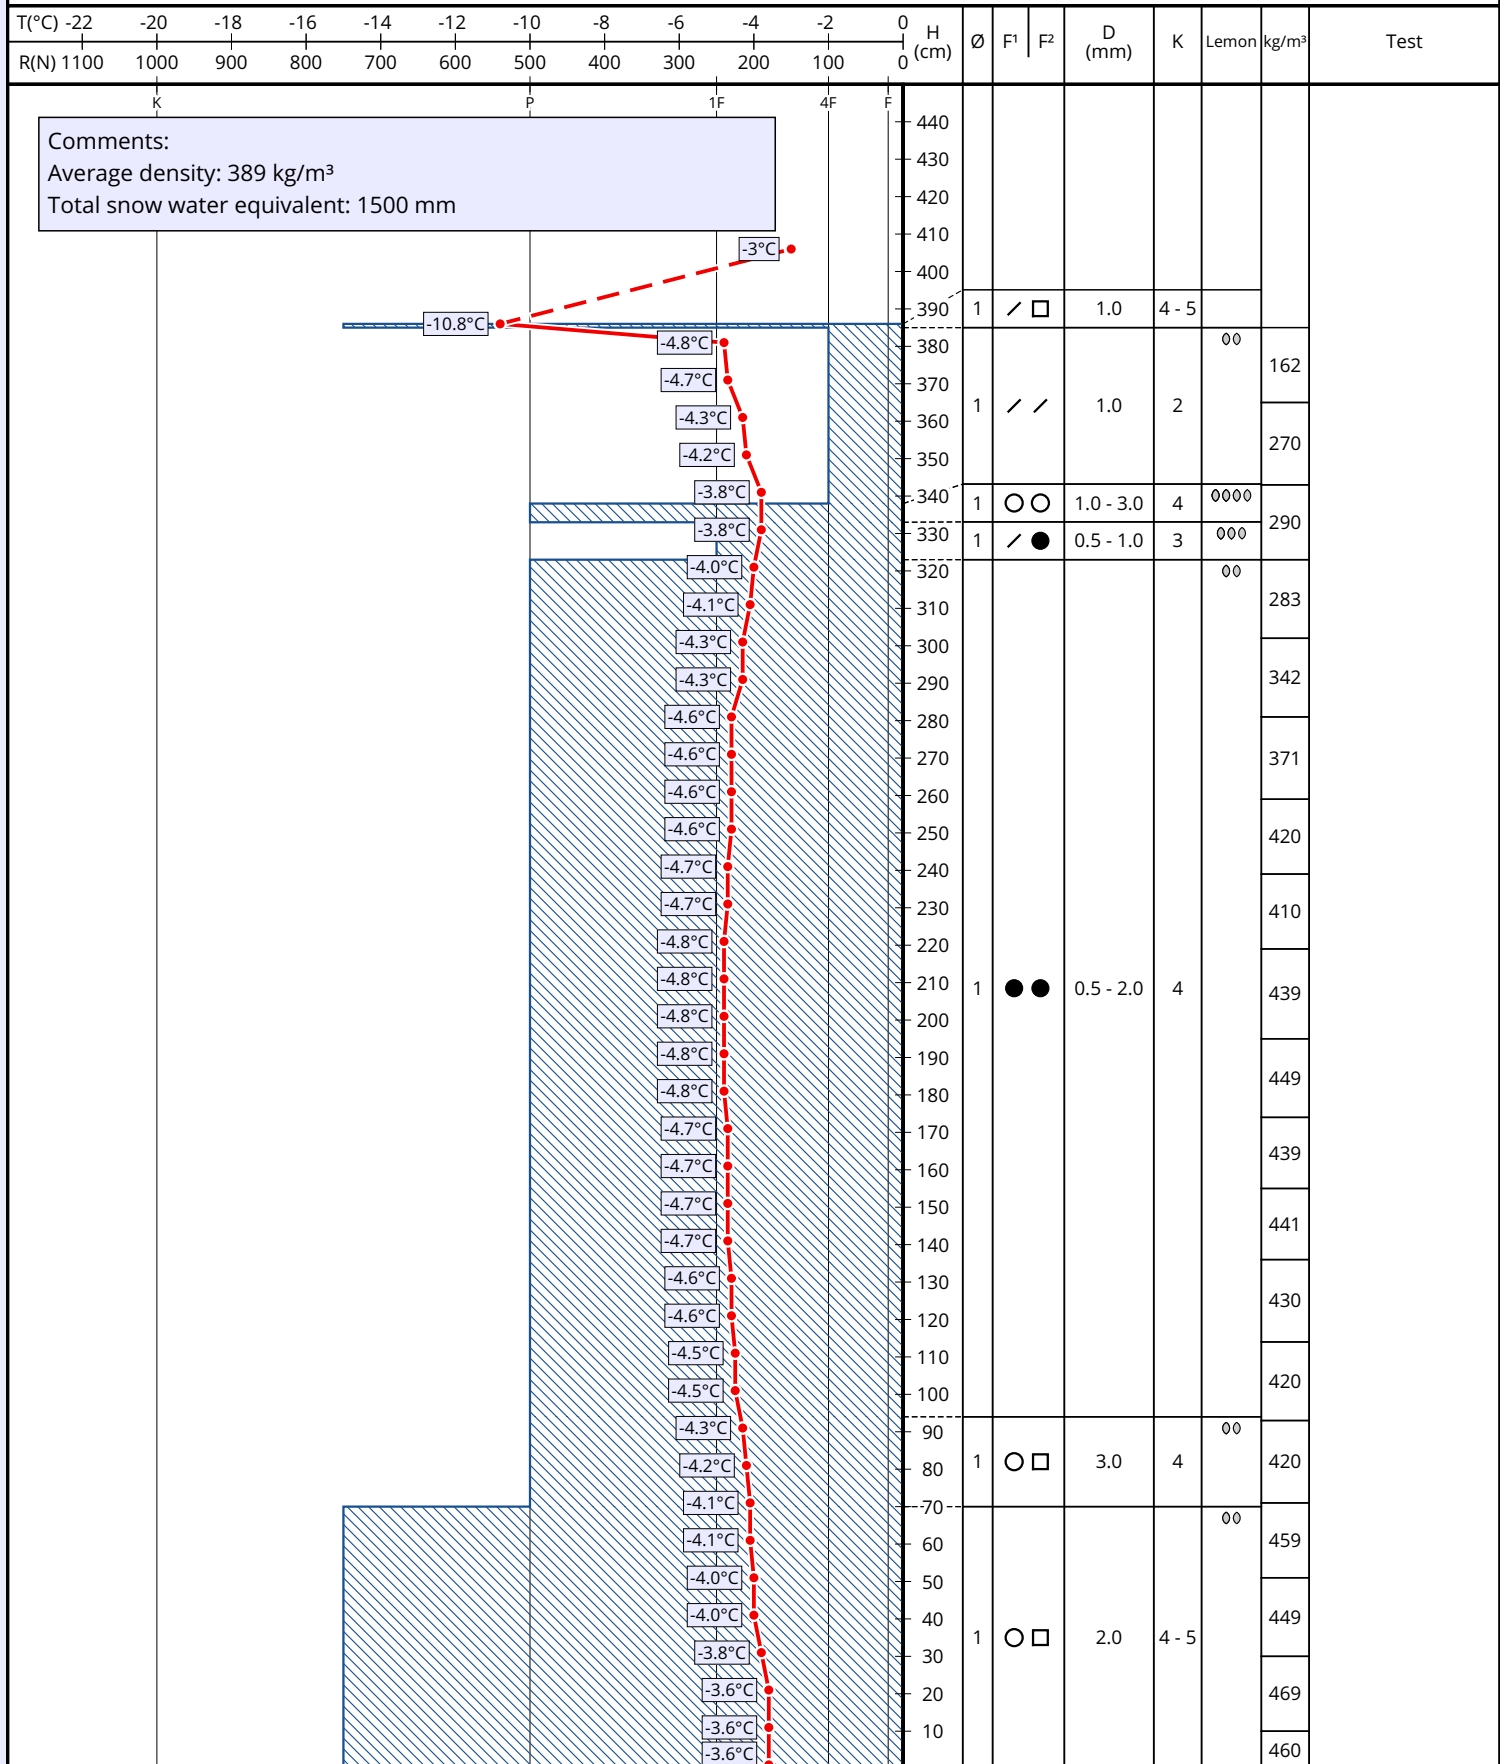 T(°C) -22 -20 -18 -16 -14 -12 -10 -8 -6 -4 -2 0
R(N) 1100 1000 900 800 700 600 500 400 300 200 100 0
H (cm) Ø F¹ F² D (mm) K Lemon kg/m³ Test
K P 1F 4F F
Comments:
Average density: 389 kg/m³
Total snow water equivalent: 1500 mm
440
430
420
410
-3°C
400
390 1 1.0 4 - 5
-10.8°C
-4.8°C 380
162
-4.7°C 370
1 1.0 2
-4.3°C 360
270
-4.2°C 350
-3.8°C 340 1 1.0 - 3.0 4
290
-3.8°C 330 1 0.5 - 1.0 3
-4.0°C 320
283
-4.1°C 310
-4.3°C 300
342
-4.3°C 290
-4.6°C 280
371
-4.6°C 270
-4.6°C 260
-4.6°C 250
420
-4.7°C 240
-4.7°C 230
410
-4.8°C 220
-4.8°C 210
1 0.5 - 2.0 4 439
-4.8°C 200
-4.8°C 190
449
-4.8°C 180
-4.7°C 170
439
-4.7°C 160
-4.7°C 150
441
-4.7°C 140
-4.6°C 130
430
-4.6°C 120
-4.5°C 110
420
-4.5°C 100
-4.3°C 90
1 3.0 4 420
-4.2°C 80
-4.1°C 70
-4.1°C 60
459
-4.0°C 50
-4.0°C 40
449
1 2.0 4 - 5
-3.8°C 30
-3.6°C 20
469
-3.6°C 10
-3.6°C
460